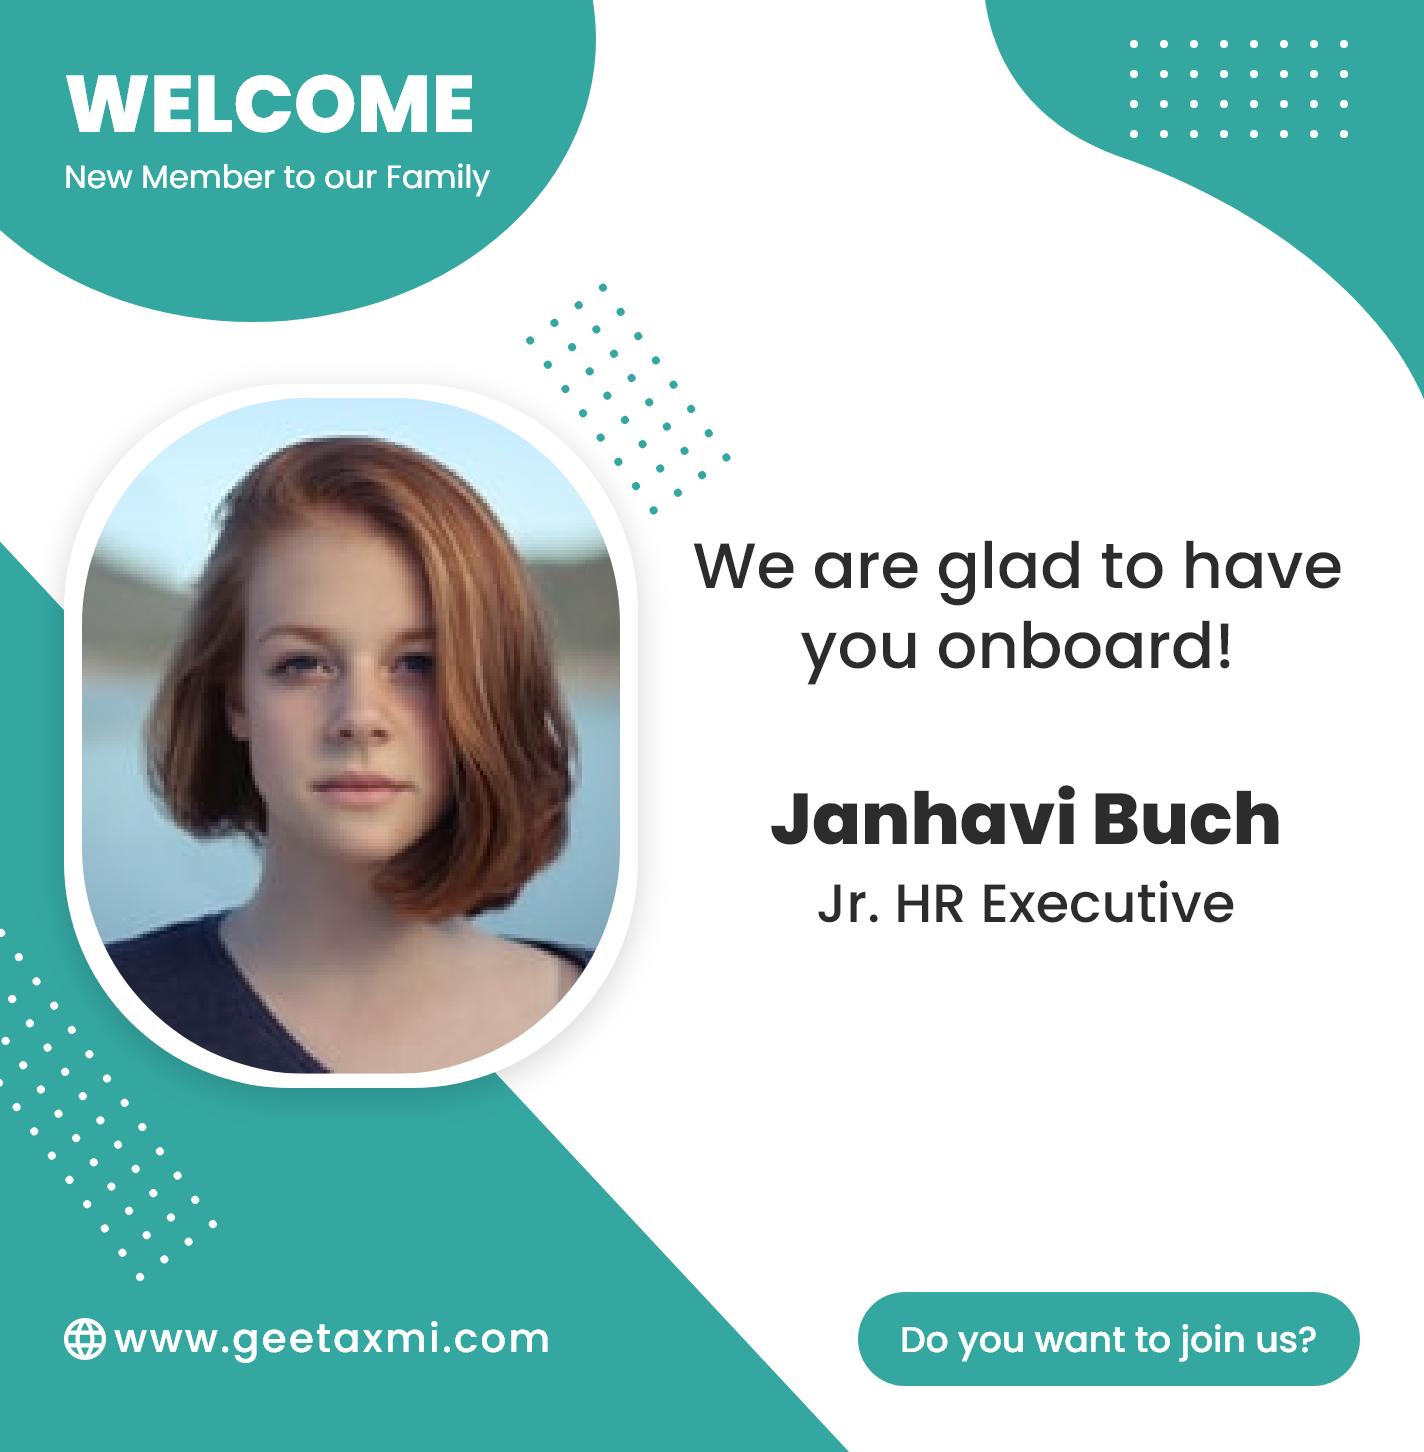 WELCOME
New Member to our Family
We are glad to have
you onboard!
Janhavi Buch
Jr. HR Executive
www.geetaxmi.com
Do you want to join us?